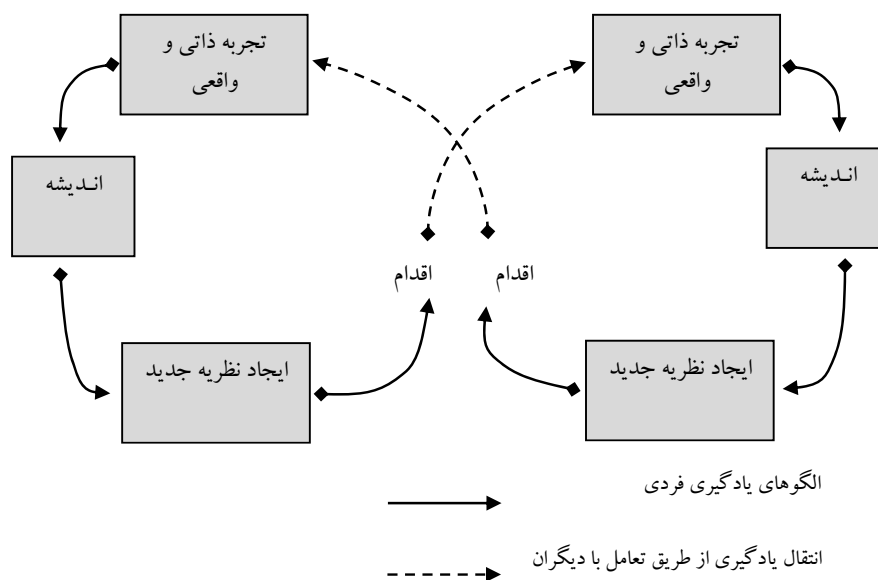 تجربه ذاتی و
واقعی
تجربه ذاتی و
واقعی
اندیشه
اندیشه
اقدام
اقدام
ایجاد نظریه جدید
ایجاد نظریه جدید
الگوهای یادگیری فردی
انتقال یادگیری از طریق تعامل با دیگران